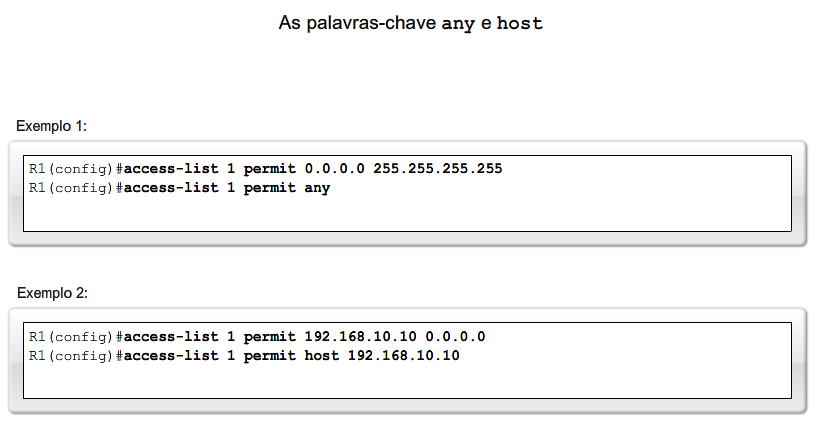 As palavras-chave any e host
Exemplo 1:
R1(config)#access-list 1 permit 0.0.0.0 255.255.255.255
R1(config)#access-list 1 permit any
Exemplo 2:
R1(config)#access-list 1 permit 192.168.10.10 0.0.0.0
R1(config)#access-list 1 permit host 192.168.10.10